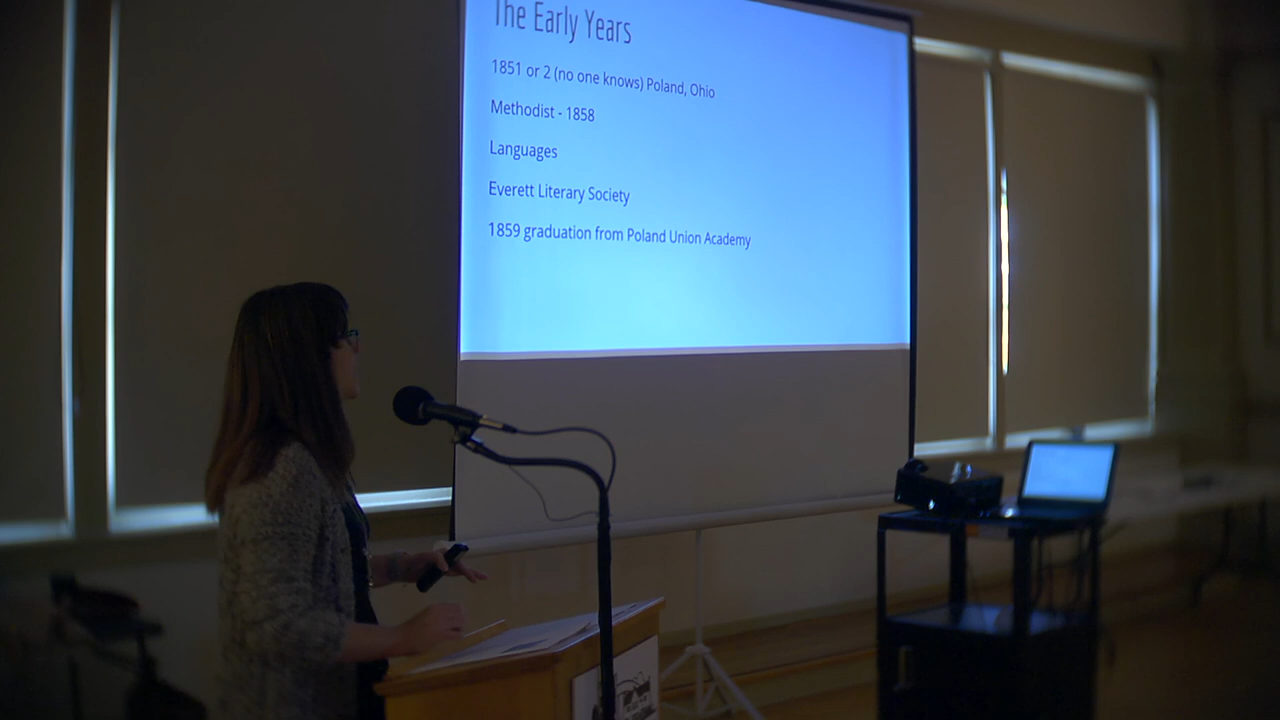 The Early Years
1851 or 2 (no one knows) Poland, Ohio
Methodist - 1858
Languages
Everett Literary Society
1859 graduation from Poland Union Academy